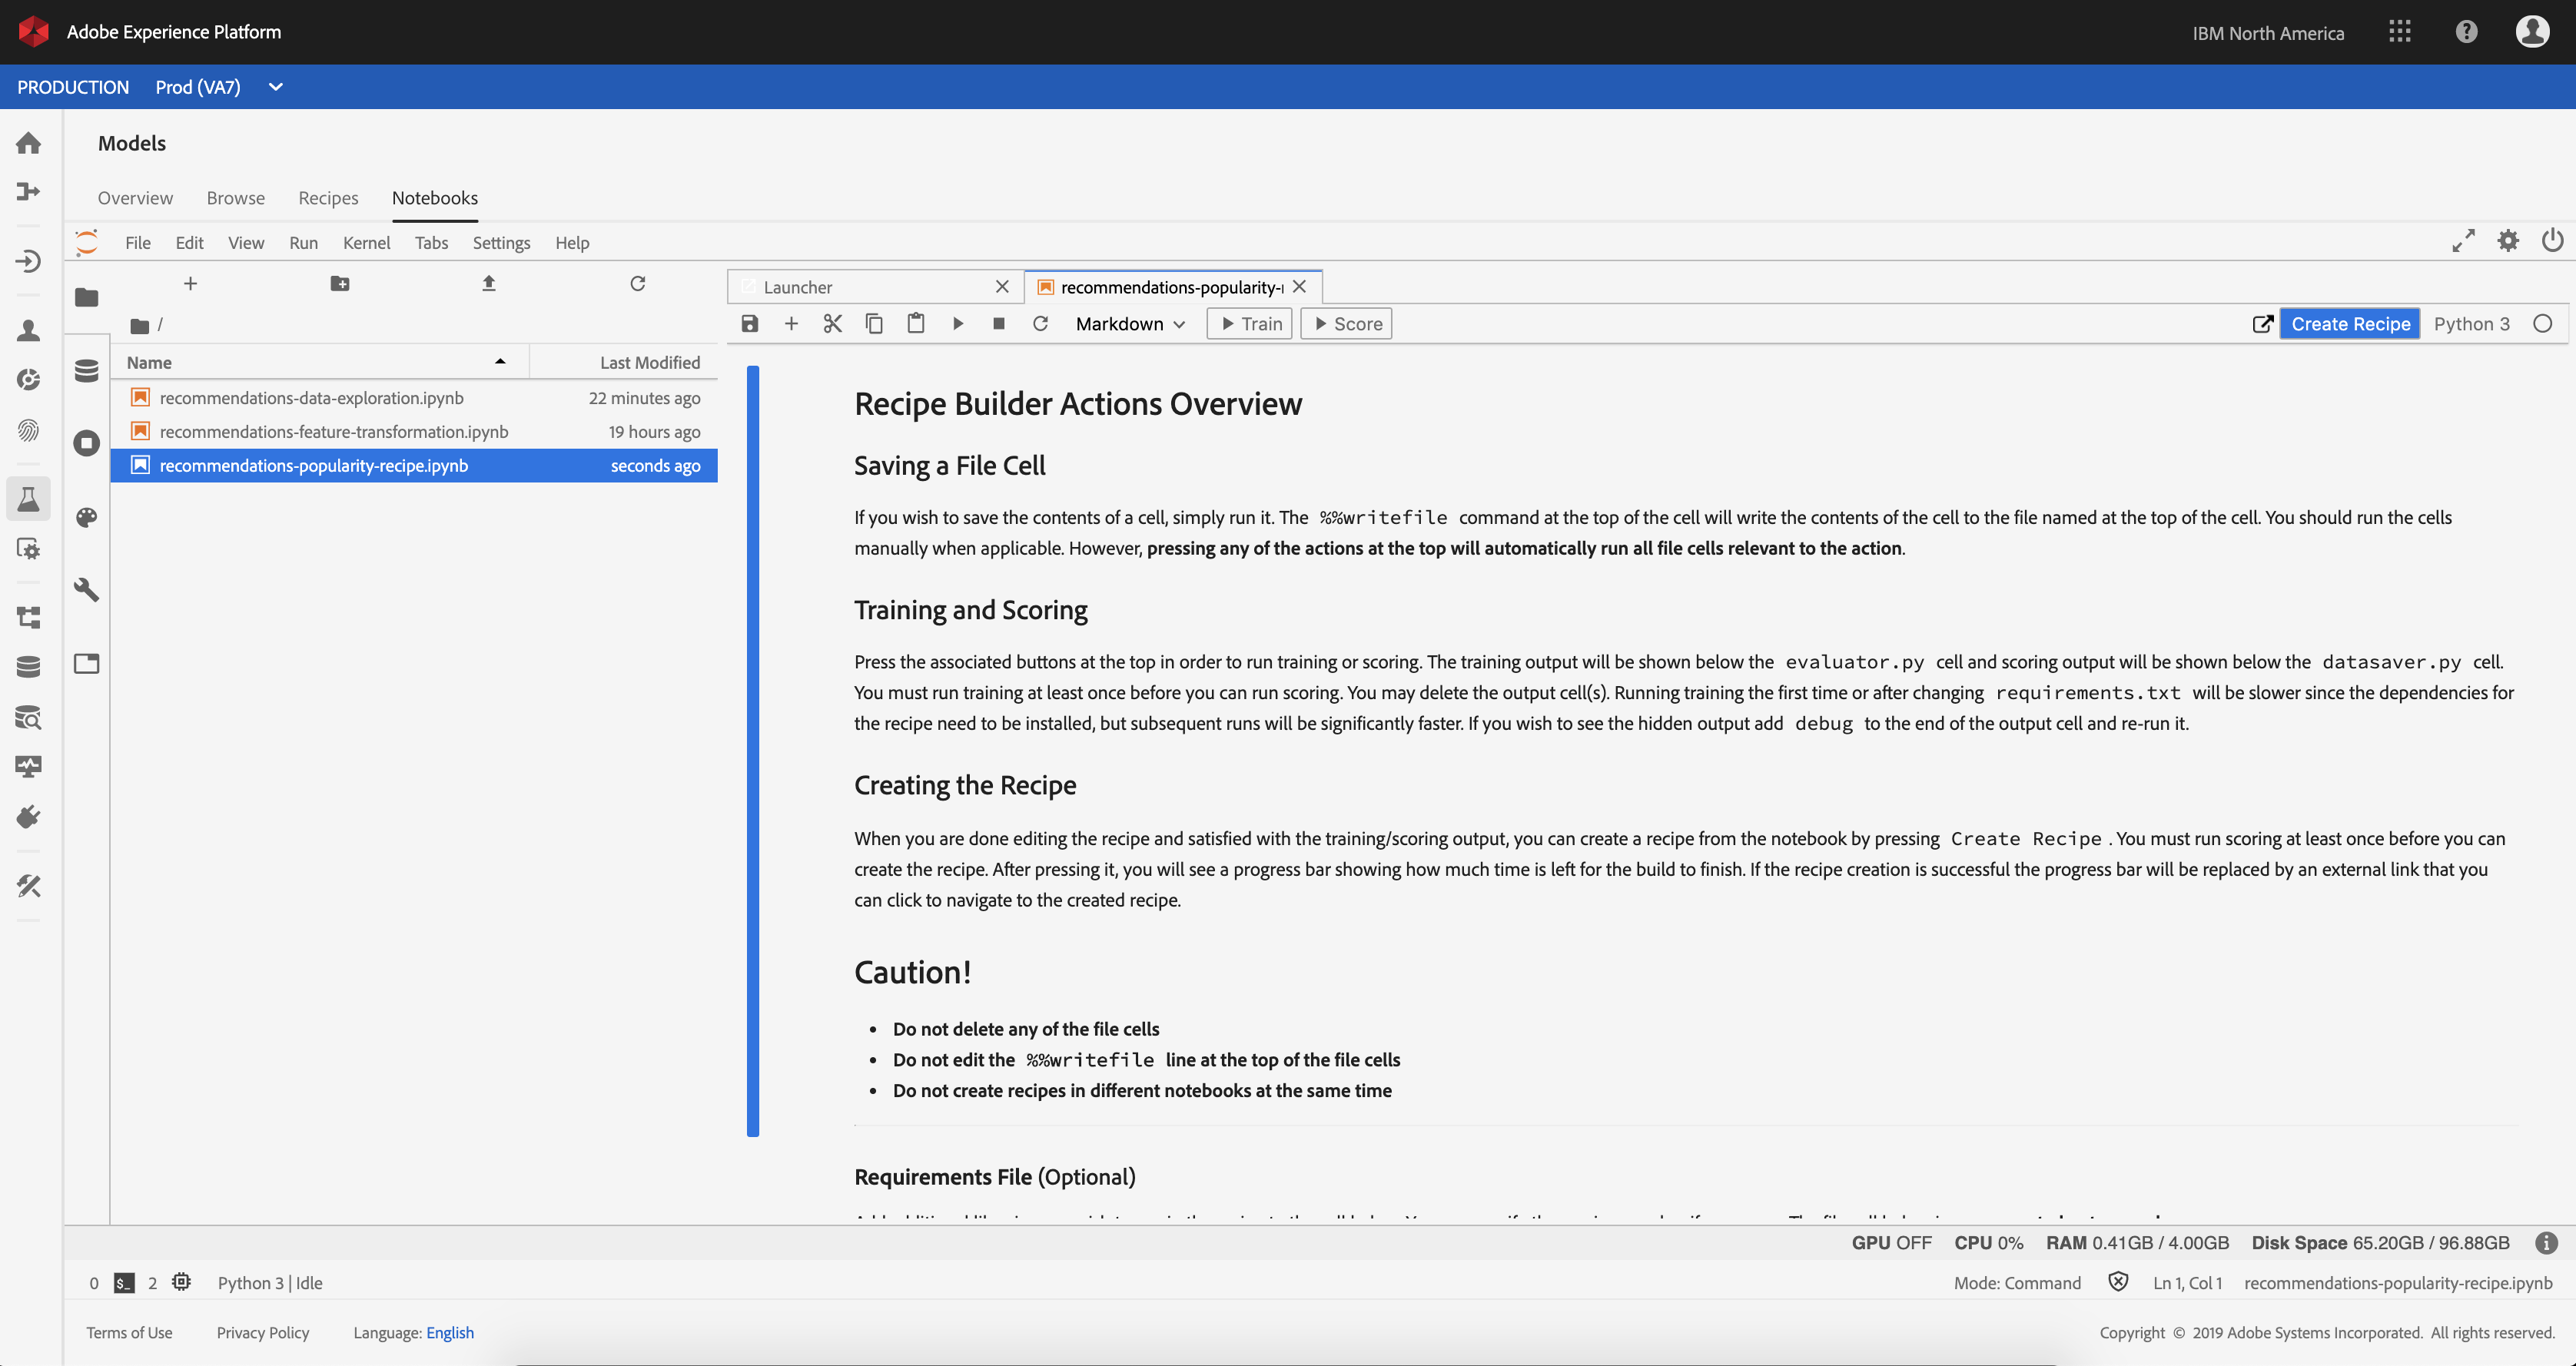 Adobe Experience Platform
IBM North America
PRODUCTION Prod (VA7)
Models
Overview Browse Recipes Notebooks
File Edit View Run Kernel Tabs Settings Help
Launcher
recommendations-popularity-
/
Markdown Train Score
Create Recipe Python 3
Name Last Modified
recommendations-data-exploration.ipynb 22 minutes ago
recommendations-feature-transformation.ipynb 19 hours ago
recommendations-popularity-recipe.ipynb seconds ago
Recipe Builder Actions Overview
Saving a File Cell
If you wish to save the contents of a cell, simply run it. The %%writefile command at the top of the cell will write the contents of the cell to the file named at the top of the cell. You should run the cells
manually when applicable. However, pressing any of the actions at the top will automatically run all file cells relevant to the action.
Training and Scoring
Press the associated buttons at the top in order to run training or scoring. The training output will be shown below the evaluator.py cell and scoring output will be shown below the datasaver.py cell.
You must run training at least once before you can run scoring. You may delete the output cell(s). Running training the first time or after changing requirements.txt will be slower since the dependencies for
the recipe need to be installed, but subsequent runs will be significantly faster. If you wish to see the hidden output add debug to the end of the output cell and re-run it.
Creating the Recipe
When you are done editing the recipe and satisfied with the training/scoring output, you can create a recipe from the notebook by pressing Create Recipe . You must run scoring at least once before you can
create the recipe. After pressing it, you will see a progress bar showing how much time is left for the build to finish. If the recipe creation is successful the progress bar will be replaced by an external link that you
can click to navigate to the created recipe.
Caution!
• Do not delete any of the file cells
• Do not edit the %%writefile line at the top of the file cells
• Do not create recipes in different notebooks at the same time
Requirements File (Optional)
GPU OFF CPU 0% RAM 0.41GB / 4.00GB Disk Space 65.20GB / 96.88GB
0 $_ 2 Python 3 | Idle
Mode: Command Ln 1, Col 1 recommendations-popularity-recipe.ipynb
Terms of Use Privacy Policy Language: English
Copyright © 2019 Adobe Systems Incorporated. All rights reserved.